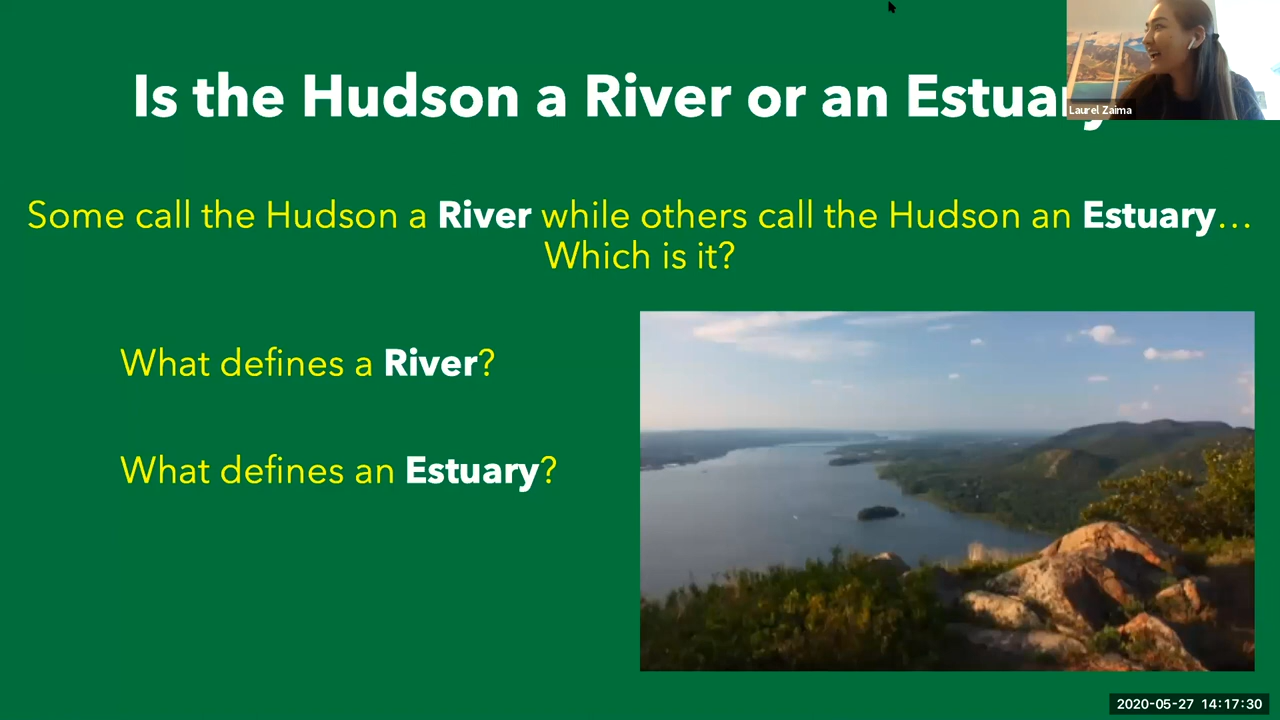 Is the Hudson a River or an Estuary
Laurel Zaima
Some call the Hudson a River while others call the Hudson an Estuary…
Which is it?
What defines a River?
What defines an Estuary?
2020-05-27 14:17:30